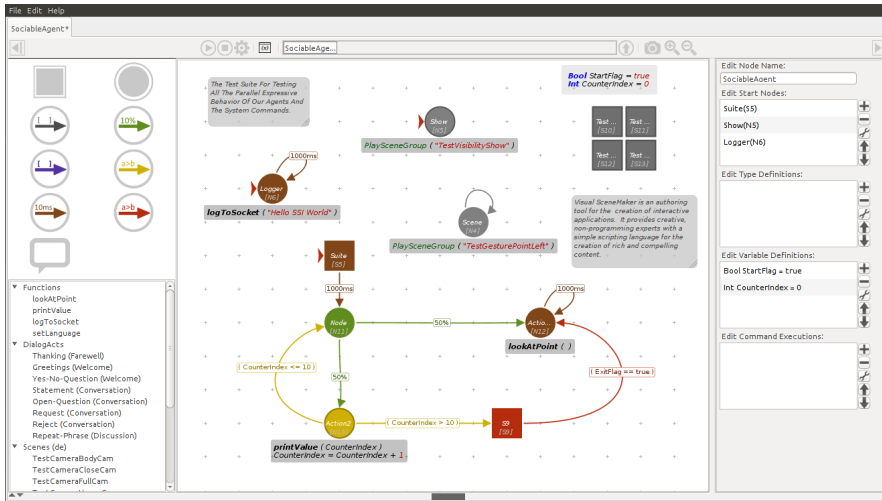 File Edit Help
SociableAgent*
SociableAge...
10%
a>b
10ms
a>b
Functions
lookAtPoint
printValue
logToSocket
setLanguage
DialogActs
Thanking (Farewell)
Greetings (Welcome)
Yes-No-Question (Welcome)
Statement (Conversation)
Open-Question (Conversation)
Request (Conversation)
Reject (Conversation)
Repeat-Phrase (Discussion)
Scenes (de)
TestCameraBodyCam
TestCameraCloseCam
TestCameraFullCam
The Test Suite For Testing
All The Parallel Expressive
Behavior Of Our Agents And
The System Commands.
Bool StartFlag = true
Int CounterIndex = 0
Show
[N5]
PlaySceneGroup ( "TestVisibilityShow" )
Test ...
[S10]
Test ...
[S11]
Test ...
[S12]
Test ...
[S13]
1000ms
Logger
[N6]
logToSocket ( "Hello SSI World" )
Scene
[N4]
PlaySceneGroup ( "TestGesturePointLeft" )
Visual SceneMaker is an authoring
tool for the creation of interactive
applications. It provides creative,
non-programming experts with a
simple scripting language for the
creation of rich and compelling
content.
Suite
[S5]
1000ms
1000ms
Node
[N11]
50%
Actio...
[N12]
lookAtPoint ( )
( CounterIndex <= 10 )
50%
( ExitFlag == true )
Action2
( CounterIndex > 10 )
S9
[S9]
printValue ( CounterIndex )
CounterIndex = CounterIndex + 1
Edit Node Name:
SociableAgent
Edit Start Nodes:
Suite(S5)
Show(N5)
Logger(N6)
Edit Type Definitions:
Edit Variable Definitions:
Bool StartFlag = true
Int CounterIndex = 0
Edit Command Executions: